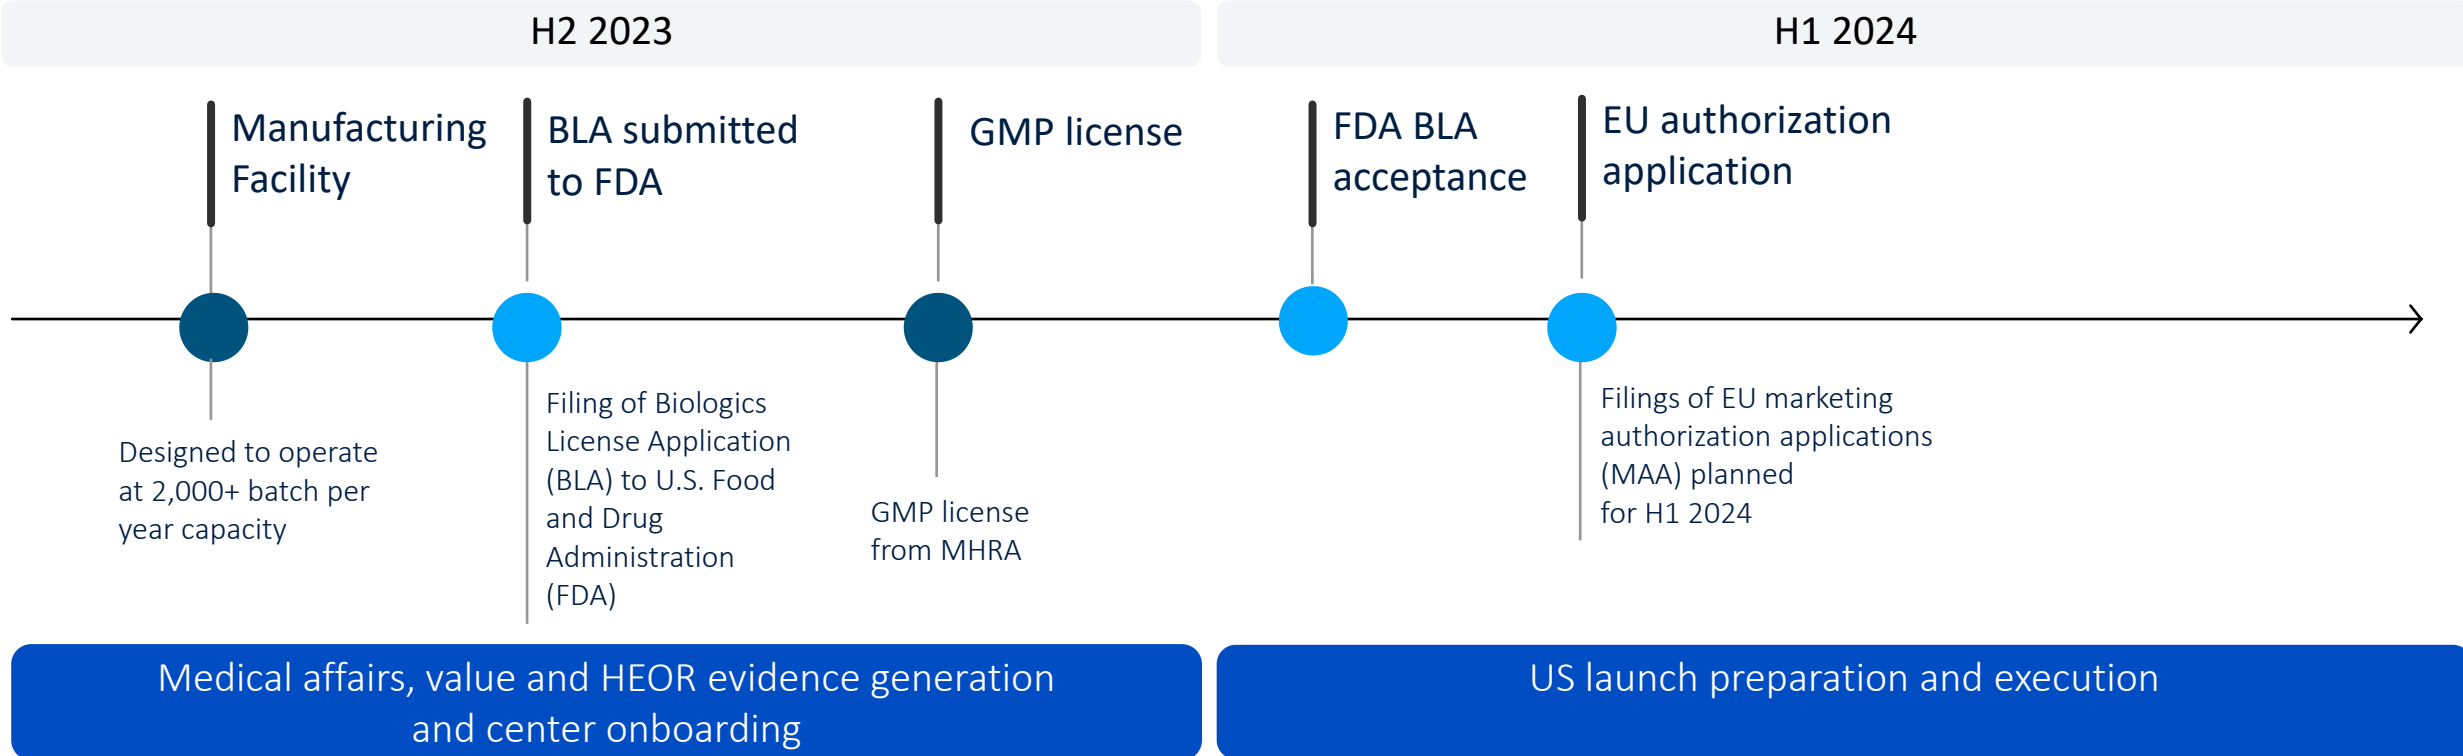 H2 2023
H1 2024
Manufacturing
Facility
BLA submitted
to FDA
GMP license
FDA BLA
acceptance
EU authorization
application
Designed to operate
at 2,000+ batch per
year capacity
Filing of Biologics
License Application
(BLA) to U.S. Food
and Drug
Administration
(FDA)
GMP license
from MHRA
Filings of EU marketing
authorization applications
(MAA) planned
for H1 2024
Medical affairs, value and HEOR evidence generation
and center onboarding
US launch preparation and execution